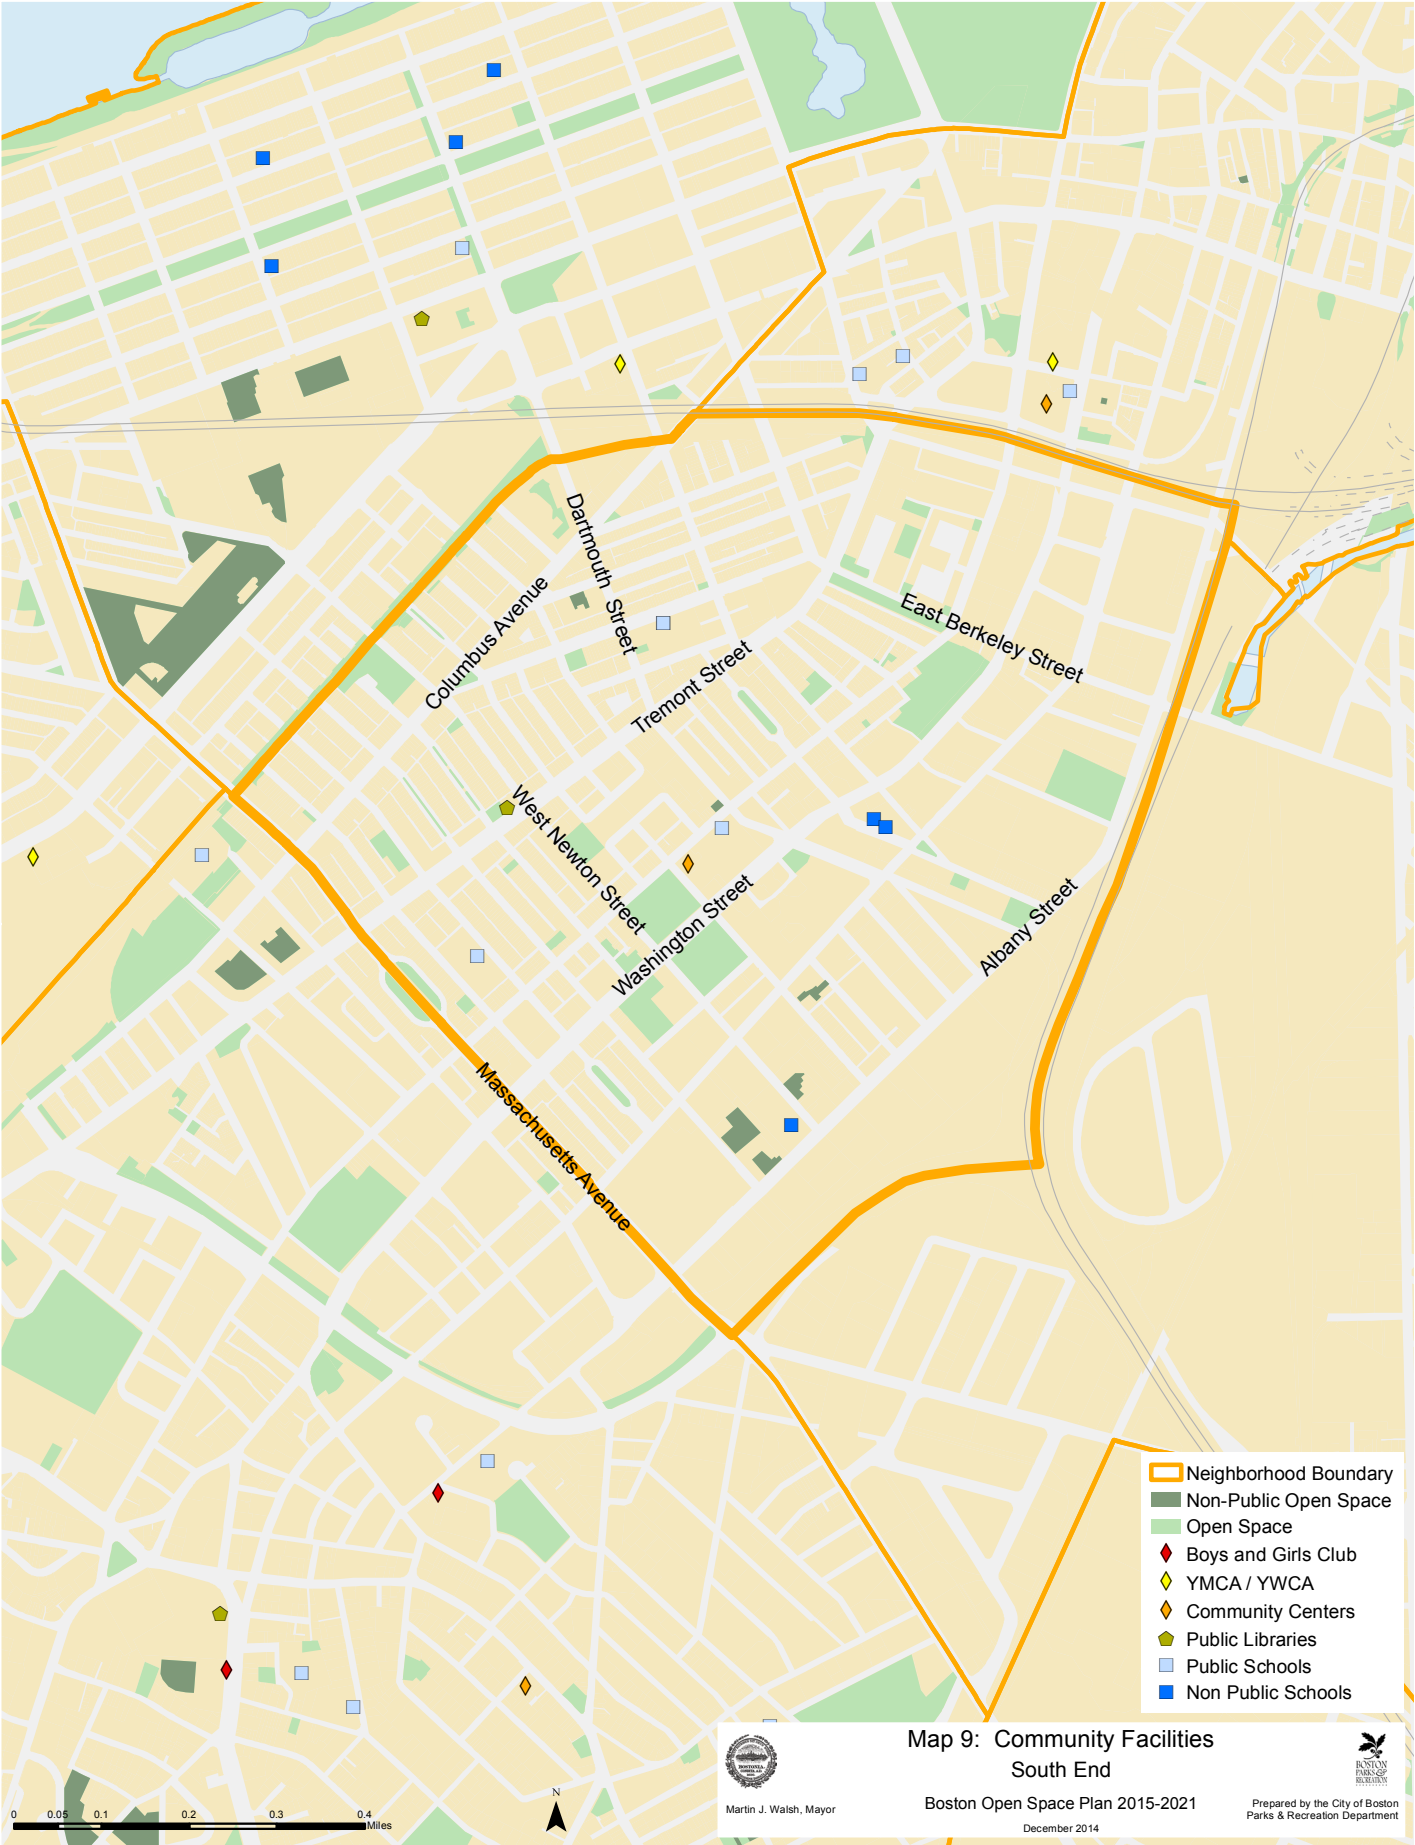 Dartmouth Street
Columbus Avenue
East Berkeley Street
Tremont Street
West Newton Street
Washington Street
Albany Street
Massachusetts Avenue
Neighborhood Boundary
Non-Public Open Space
Open Space
Boys and Girls Club
YMCA / YWCA
Community Centers
Public Libraries
Public Schools
Non Public Schools
Map 9: Community Facilities
South End
Boston Open Space Plan 2015-2021
December 2014
BOSTONIA
Martin J. Walsh, Mayor
BOSTON
PARKS &
RECREATION
Prepared by the City of Boston
Parks & Recreation Department
N
0 0.05 0.1 0.2 0.3 0.4
Miles